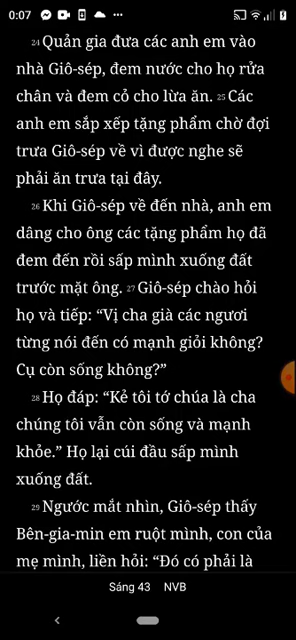 0:07
24 Quản gia đưa các anh em vào
nhà Giô-sép, đem nước cho họ rửa
chân và đem cỏ cho lừa ăn. 25 Các
anh em sắp xếp tặng phẩm chờ đợi
trưa Giô-sép về vì được nghe sẽ
phải ăn trưa tại đây.
26 Khi Giô-sép về đến nhà, anh em
dâng cho ông các tặng phẩm họ đã
đem đến rồi sấp mình xuống đất
trước mặt ông. 27 Giô-sép chào hỏi
họ và tiếp: “Vị cha già các ngươi
từng nói đến có mạnh giỏi không?
Cụ còn sống không?”
28 Họ đáp: “Kẻ tôi tớ chúa là cha
chúng tôi vẫn còn sống và mạnh
khỏe.” Họ lại cúi đầu sấp mình
xuống đất.
29 Ngước mắt nhìn, Giô-sép thấy
Bên-gia-min em ruột mình, con của
mẹ mình, liền hỏi: “Đó có phải là
Sáng 43 NVB